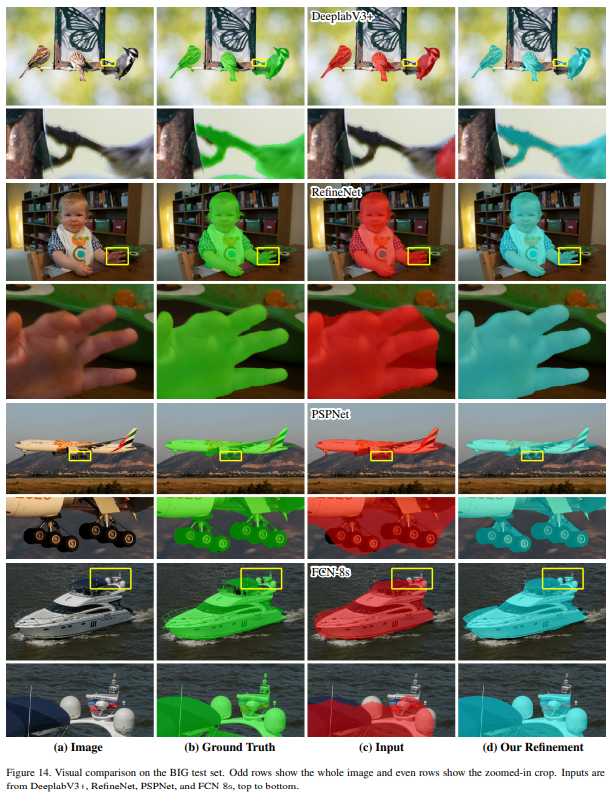 DeeplabV3+
RefineNet
PSPNet
FCN-8s
(a) Image
(b) Ground Truth
(c) Input
(d) Our Refinement
Figure 14. Visual comparison on the BIG test set. Odd rows show the whole image and even rows show the zoomed-in crop. Inputs are
from DeeplabV3+, RefineNet, PSPNet, and FCN 8s, top to bottom.